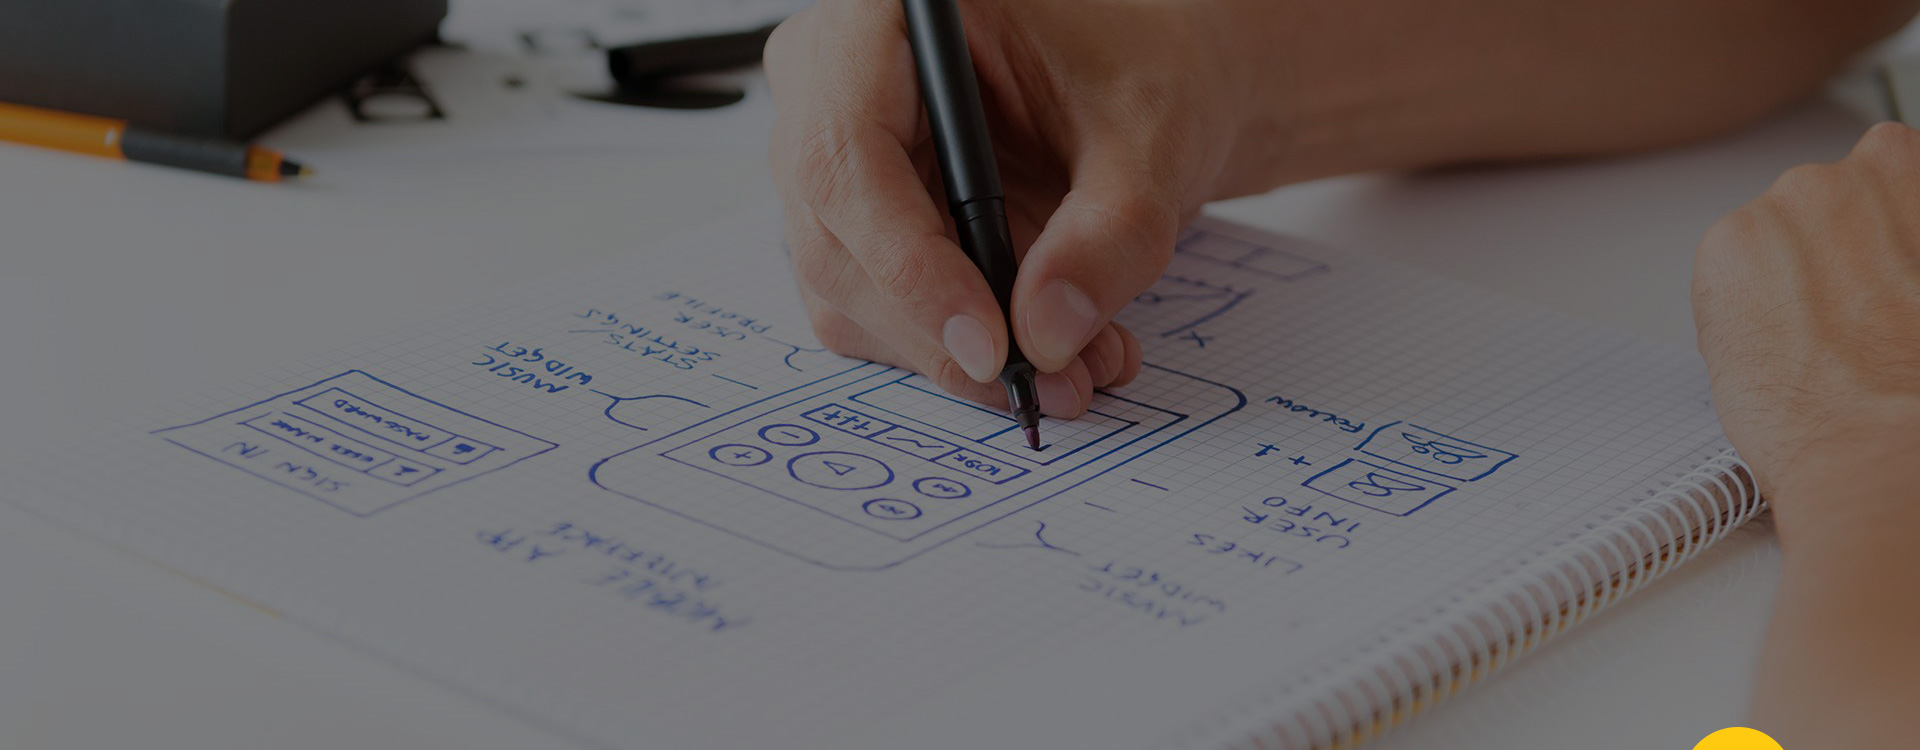 MOBILE APP
INTERFACE
SIGN IN
USER NAME
PASSWORD
MUSIC
WIDGET
STATS/
SETTINGS
USER
PROFILE
MUSIC
WIDGET
LIKES
USER
INFO
+1
FOLLOW